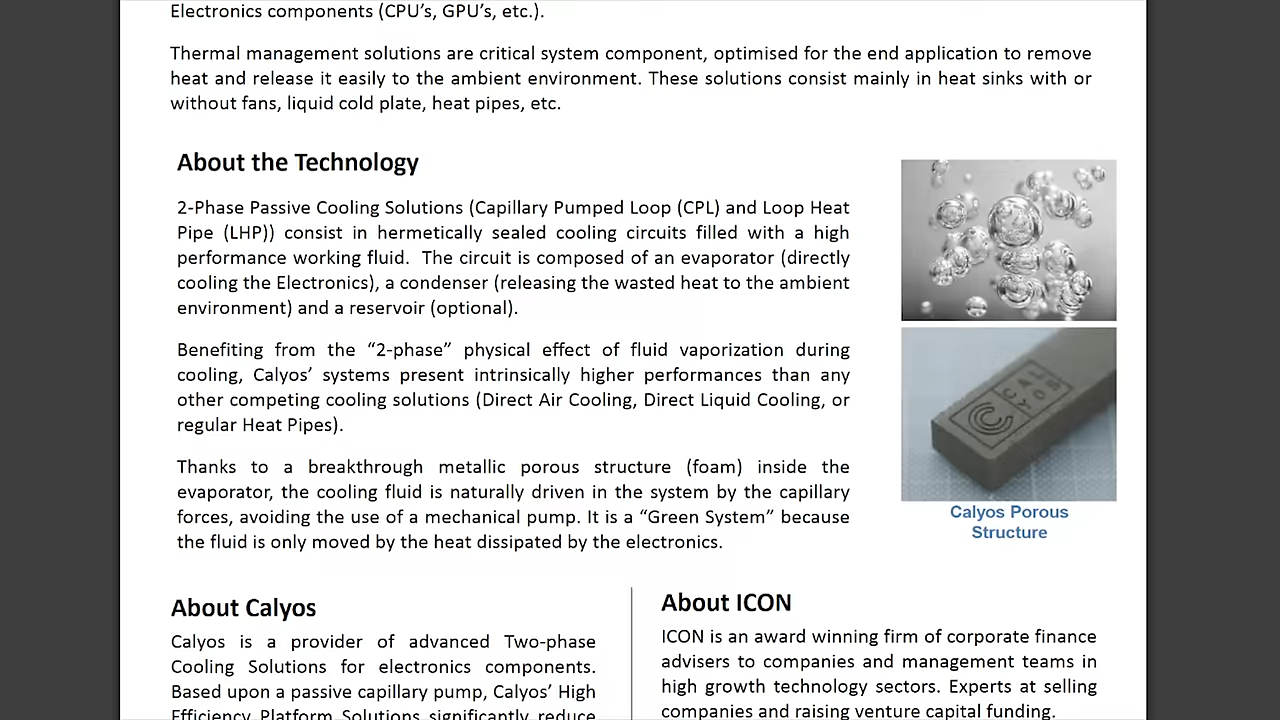 Electronics components (CPU's, GPU's, etc.).
Thermal management solutions are critical system component, optimised for the end application to remove
heat and release it easily to the ambient environment. These solutions consist mainly in heat sinks with or
without fans, liquid cold plate, heat pipes, etc.
About the Technology
2-Phase Passive Cooling Solutions (Capillary Pumped Loop (CPL) and Loop Heat
Pipe (LHP)) consist in hermetically sealed cooling circuits filled with a high
performance working fluid. The circuit is composed of an evaporator (directly
cooling the Electronics), a condenser (releasing the wasted heat to the ambient
environment) and a reservoir (optional).
Benefiting from the “2-phase” physical effect of fluid vaporization during
cooling, Calyos’ systems present intrinsically higher performances than any
other competing cooling solutions (Direct Air Cooling, Direct Liquid Cooling, or
regular Heat Pipes).
Thanks to a breakthrough metallic porous structure (foam) inside the
evaporator, the cooling fluid is naturally driven in the system by the capillary
forces, avoiding the use of a mechanical pump. It is a “Green System” because
the fluid is only moved by the heat dissipated by the electronics.
CAL
YOS
Calyos Porous
Structure
About Calyos
Calyos is a provider of advanced Two-phase
Cooling Solutions for electronics components.
Based upon a passive capillary pump, Calyos’ High
Efficiency Platform Solutions significantly reduce
About ICON
ICON is an award winning firm of corporate finance
advisers to companies and management teams in
high growth technology sectors. Experts at selling
companies and raising venture capital funding.